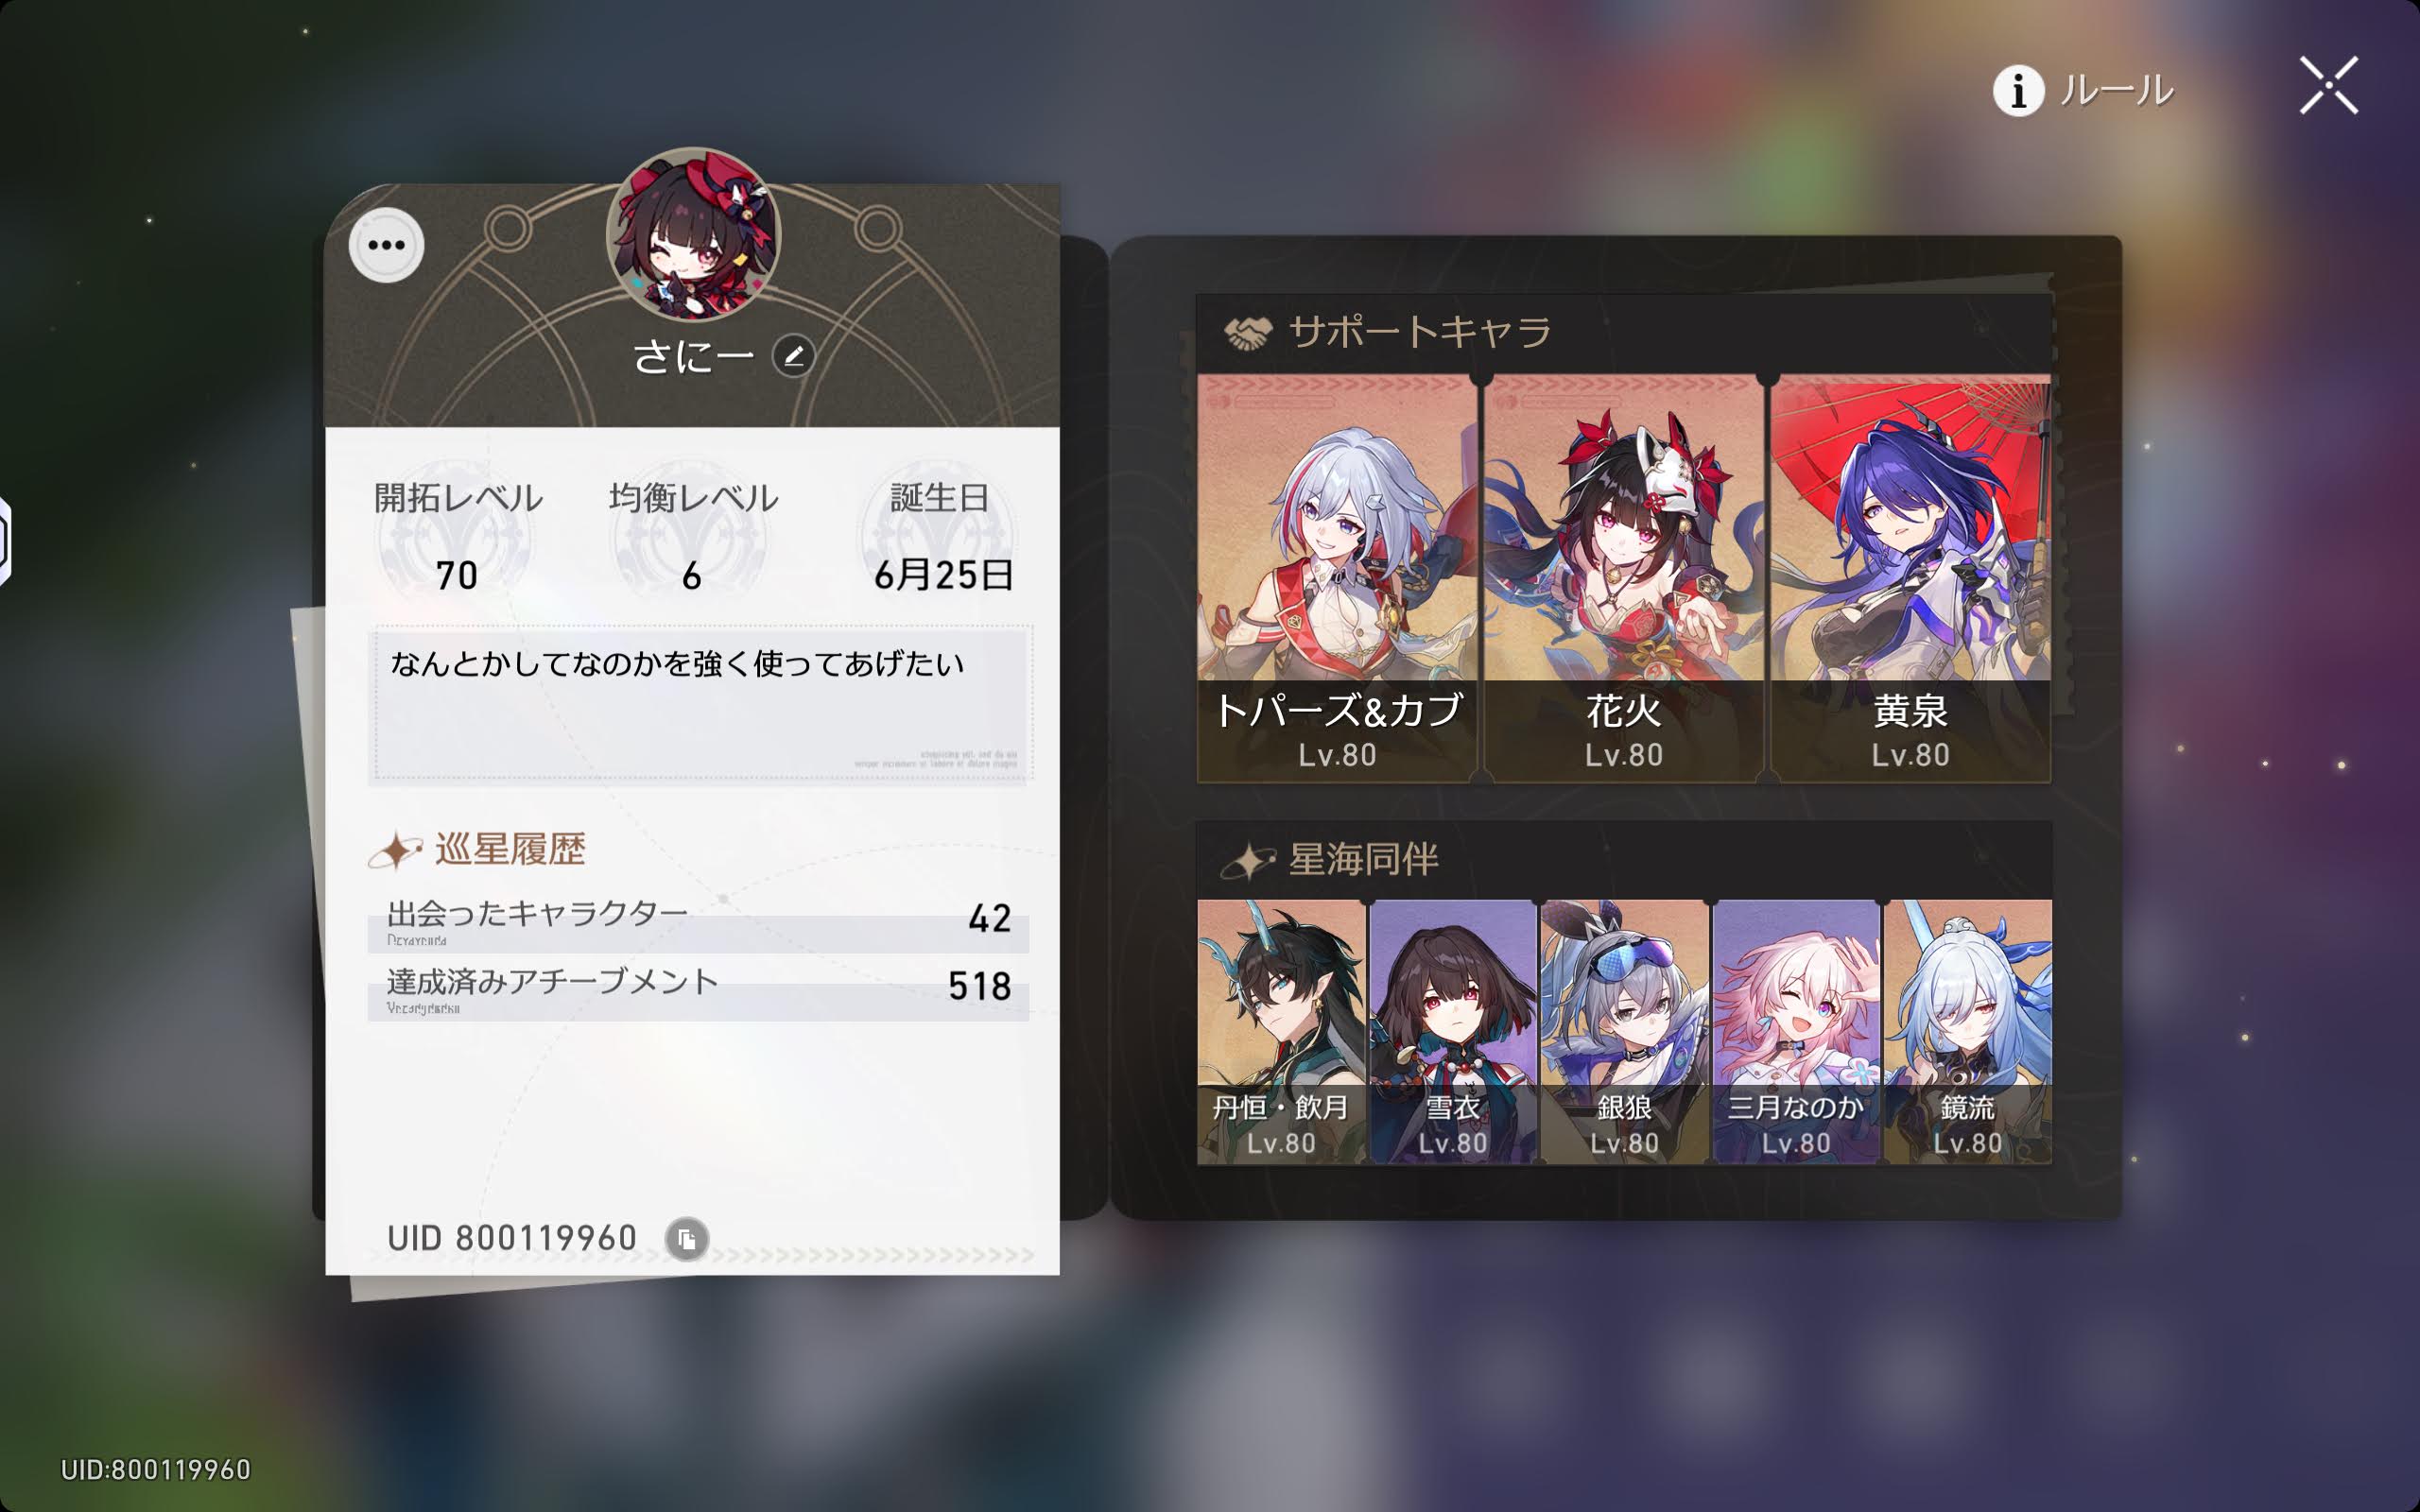 ルール
さにー
開拓レベル
均衡レベル
誕生日
70
6
6月25日
なんとかしてなのかを強く使ってあげたい
巡星履歴
出会ったキャラクター 42
達成済みアチーブメント 518
UID 800119960
サポートキャラ
トパーズ&カブ
Lv.80
花火
Lv.80
黄泉
Lv.80
星海同伴
丹恒・飲月
Lv.80
雪衣
Lv.80
銀狼
Lv.80
三月なのか
Lv.80
鏡流
Lv.80
UID:800119960